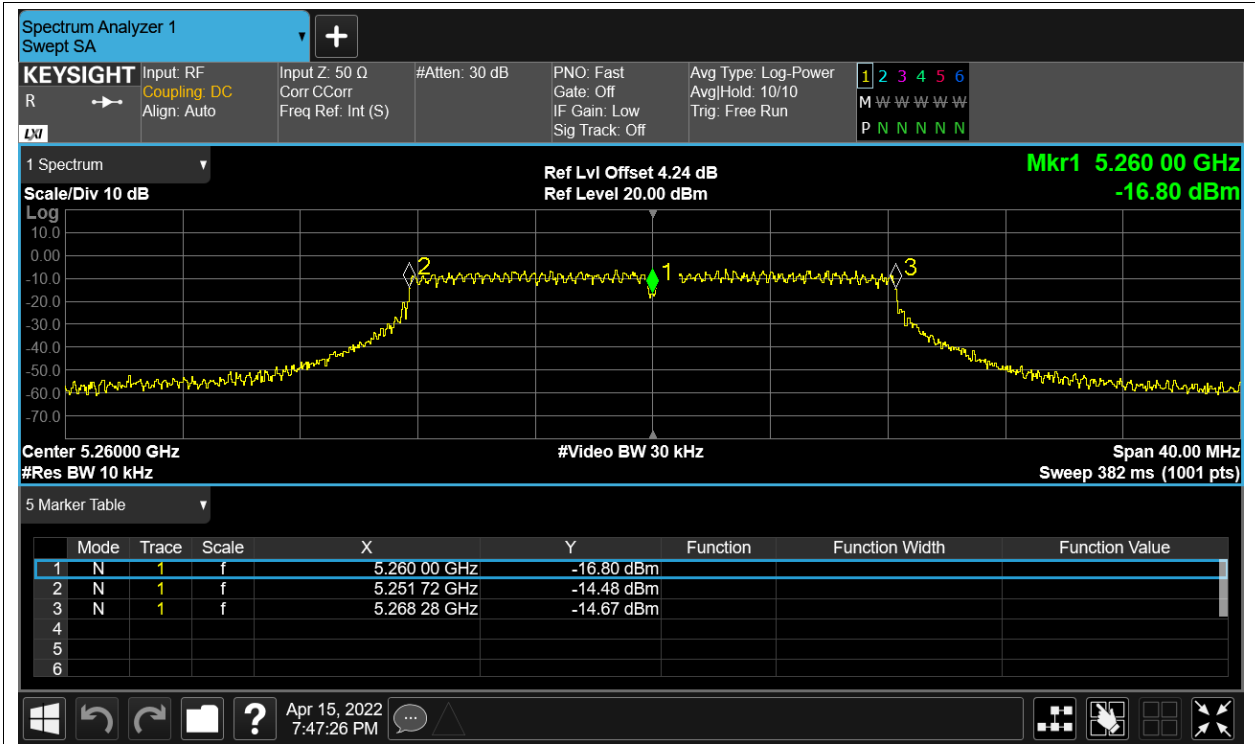 Spectrum Analyzer 1
Swept SA
KEYSIGHT
R
LXI
Input: RF
Coupling: DC
Align: Auto
Input Z: 50 Ω
Corr CCorr
Freq Ref: Int (S)
#Atten: 30 dB
PNO: Fast
Gate: Off
IF Gain: Low
Sig Track: Off
Avg Type: Log-Power
Avg|Hold: 10/10
Trig: Free Run
1 2 3 4 5 6
M W W W W W
P N N N N N
1 Spectrum
Scale/Div 10 dB
Ref Lvl Offset 4.24 dB
Ref Level 20.00 dBm
Mkr1 5.260 00 GHz
-16.80 dBm
Log
10.0
0.00
-10.0
-20.0
-30.0
-40.0
-50.0
-60.0
-70.0
2
1
3
Center 5.26000 GHz
#Video BW 30 kHz
Span 40.00 MHz
#Res BW 10 kHz
Sweep 382 ms (1001 pts)
5 Marker Table
Mode Trace Scale X Y Function Function Width Function Value
1 N 1 f 5.260 00 GHz -16.80 dBm
2 N 1 f 5.251 72 GHz -14.48 dBm
3 N 1 f 5.268 28 GHz -14.67 dBm
4
5
6
?
Apr 15, 2022
7:47:26 PM